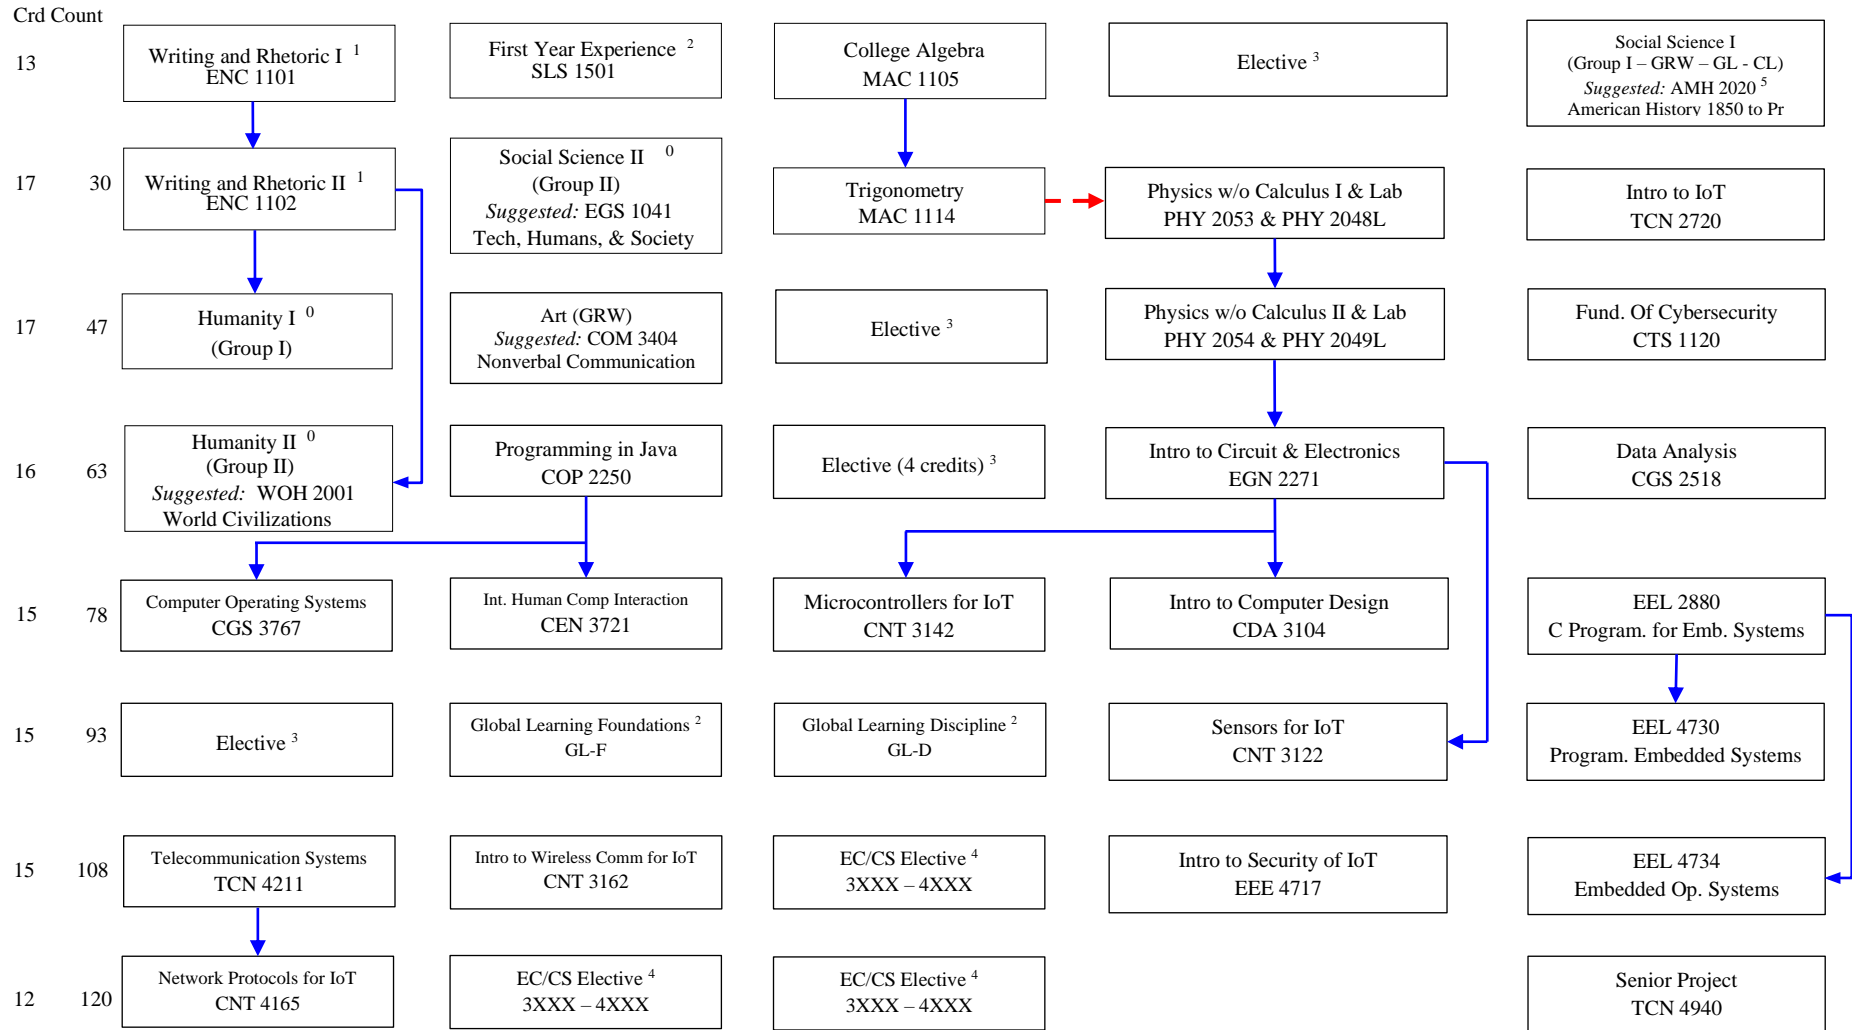 Crd Count
13
Writing and Rhetoric I 1
ENC 1101
First Year Experience 2
SLS 1501
College Algebra
MAC 1105
Elective 3
Social Science I
(Group I – GRW – GL - CL)
Suggested: AMH 2020 5
American History 1850 to Pr
17 30
Writing and Rhetoric II 1
ENC 1102
Social Science II 0
(Group II)
Suggested: EGS 1041
Tech, Humans, & Society
Trigonometry
MAC 1114
Physics w/o Calculus I & Lab
PHY 2053 & PHY 2048L
Intro to IoT
TCN 2720
17 47
Humanity I 0
(Group I)
Art (GRW)
Suggested: COM 3404
Nonverbal Communication
Elective 3
Physics w/o Calculus II & Lab
PHY 2054 & PHY 2049L
Fund. Of Cybersecurity
CTS 1120
16 63
Humanity II 0
(Group II)
Suggested: WOH 2001
World Civilizations
Programming in Java
COP 2250
Elective (4 credits) 3
Intro to Circuit & Electronics
EGN 2271
Data Analysis
CGS 2518
15 78
Computer Operating Systems
CGS 3767
Int. Human Comp Interaction
CEN 3721
Microcontrollers for IoT
CNT 3142
Intro to Computer Design
CDA 3104
EEL 2880
C Program. for Emb. Systems
15 93
Elective 3
Global Learning Foundations 2
GL-F
Global Learning Discipline 2
GL-D
Sensors for IoT
CNT 3122
EEL 4730
Program. Embedded Systems
15 108
Telecommunication Systems
TCN 4211
Intro to Wireless Comm for IoT
CNT 3162
EC/CS Elective 4
3XXX – 4XXX
Intro to Security of IoT
EEE 4717
EEL 4734
Embedded Op. Systems
12 120
Network Protocols for IoT
CNT 4165
EC/CS Elective 4
3XXX – 4XXX
EC/CS Elective 4
3XXX – 4XXX
Senior Project
TCN 4940